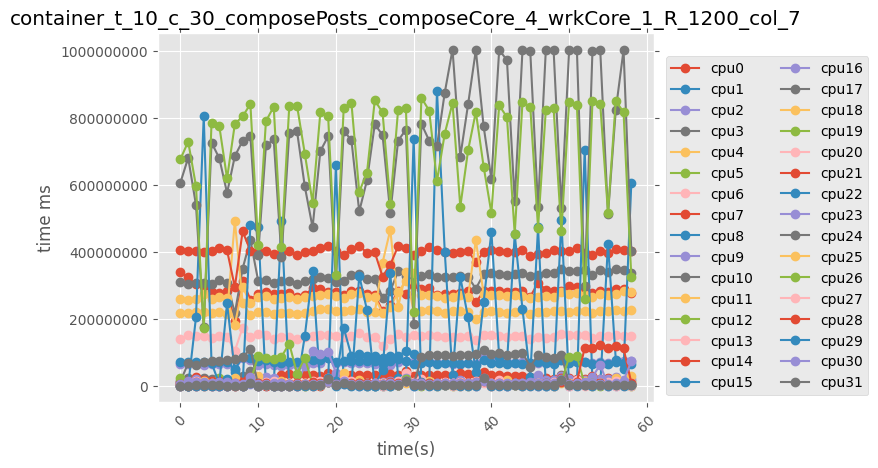 container_t_10_c_30_composePosts_composeCore_4_wrkCore_1_R_1200_col_7
1000000000
800000000
600000000
400000000
200000000
0
time ms
0
10
20
30
40
50
60
time(s)
cpu0
cpu1
cpu2
cpu3
cpu4
cpu5
cpu6
cpu7
cpu8
cpu9
cpu10
cpu11
cpu12
cpu13
cpu14
cpu15
cpu16
cpu17
cpu18
cpu19
cpu20
cpu21
cpu22
cpu23
cpu24
cpu25
cpu26
cpu27
cpu28
cpu29
cpu30
cpu31